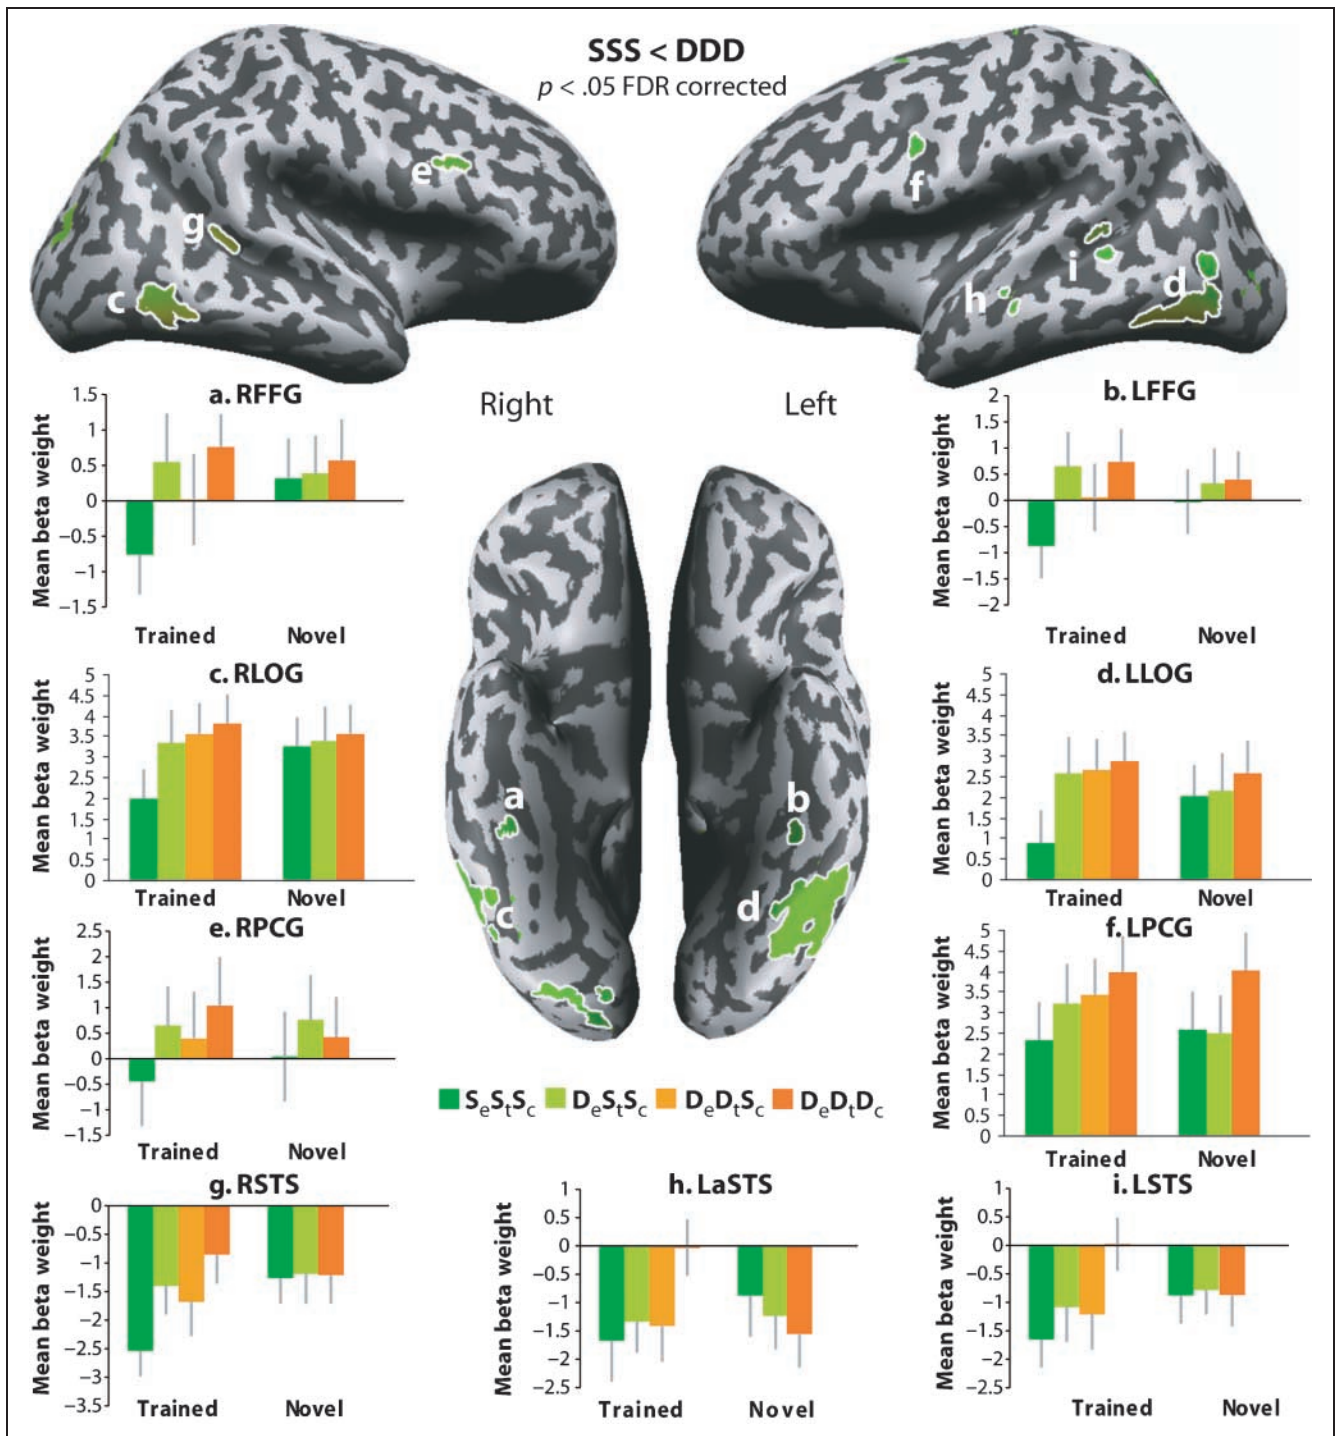 SSS < DDD
p < .05 FDR corrected
e
f
g
c
i
h
d
Right
Left
a. RFFG
Mean beta weight
1.5
1
0.5
0
−0.5
−1
−1.5
Trained Novel
b. LFFG
Mean beta weight
2
1.5
1
0.5
0
−0.5
−1
−1.5
−2
Trained Novel
c. RLOG
Mean beta weight
5
4.5
4
3.5
3
2.5
2
1.5
1
0.5
0
Trained Novel
d. LLOG
Mean beta weight
5
4.5
4
3.5
3
2.5
2
1.5
1
0.5
0
Trained Novel
a
b
c
d
e. RPCG
Mean beta weight
2.5
2
1.5
1
0.5
0
−0.5
−1
−1.5
Trained Novel
f. LPCG
Mean beta weight
5
4.5
4
3.5
3
2.5
2
1.5
1
0.5
0
Trained Novel
SeStSc DeStSc DeDtSc DeDtDc
g. RSTS
Mean beta weight
0
−0.5
−1
−1.5
−2
−2.5
−3
−3.5
Trained Novel
h. LaSTS
Mean beta weight
1
0.5
0
−0.5
−1
−1.5
−2
−2.5
Trained Novel
i. LSTS
Mean beta weight
1
0.5
0
−0.5
−1
−1.5
−2
−2.5
Trained Novel